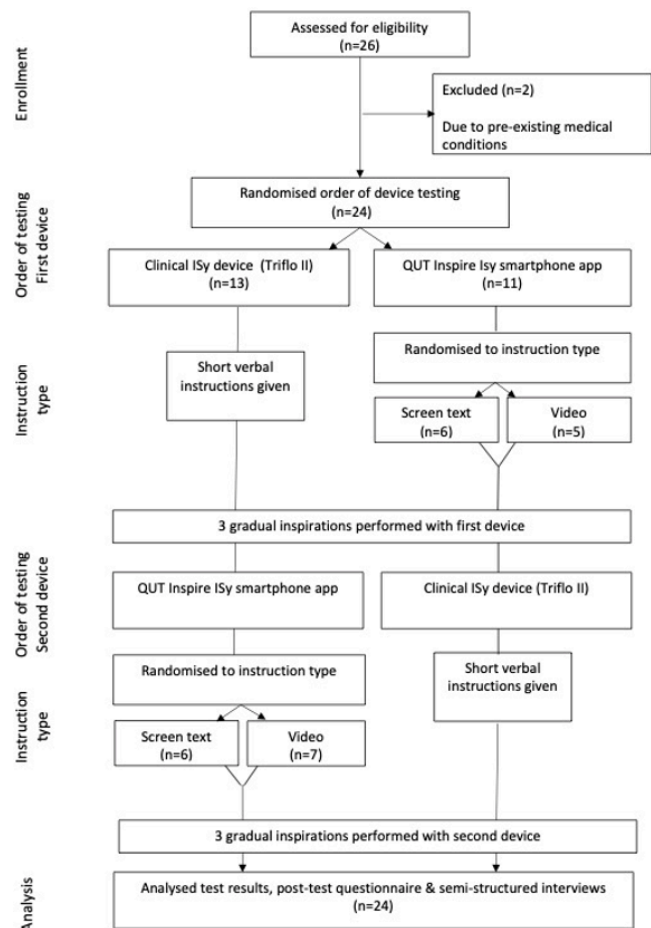 Enrollment
Assessed for eligibility
(n=26)
Excluded (n=2)
Due to pre-existing medical
conditions
Order of testing
First device
Randomised order of device testing
(n=24)
Clinical ISy device (Triflo II)
(n=13)
QUT Inspire Isy smartphone app
(n=11)
Instruction
type
Short verbal
instructions given
Randomised to instruction type
Screen text
(n=6)
Video
(n=5)
3 gradual inspirations performed with first device
Order of testing
Second device
QUT Inspire ISy smartphone app
Clinical ISy device (Triflo II)
Instruction
type
Randomised to instruction type
Screen text
(n=6)
Video
(n=7)
Short verbal
instructions given
3 gradual inspirations performed with second device
Analysis
Analysed test results, post-test questionnaire & semi-structured interviews
(n=24)